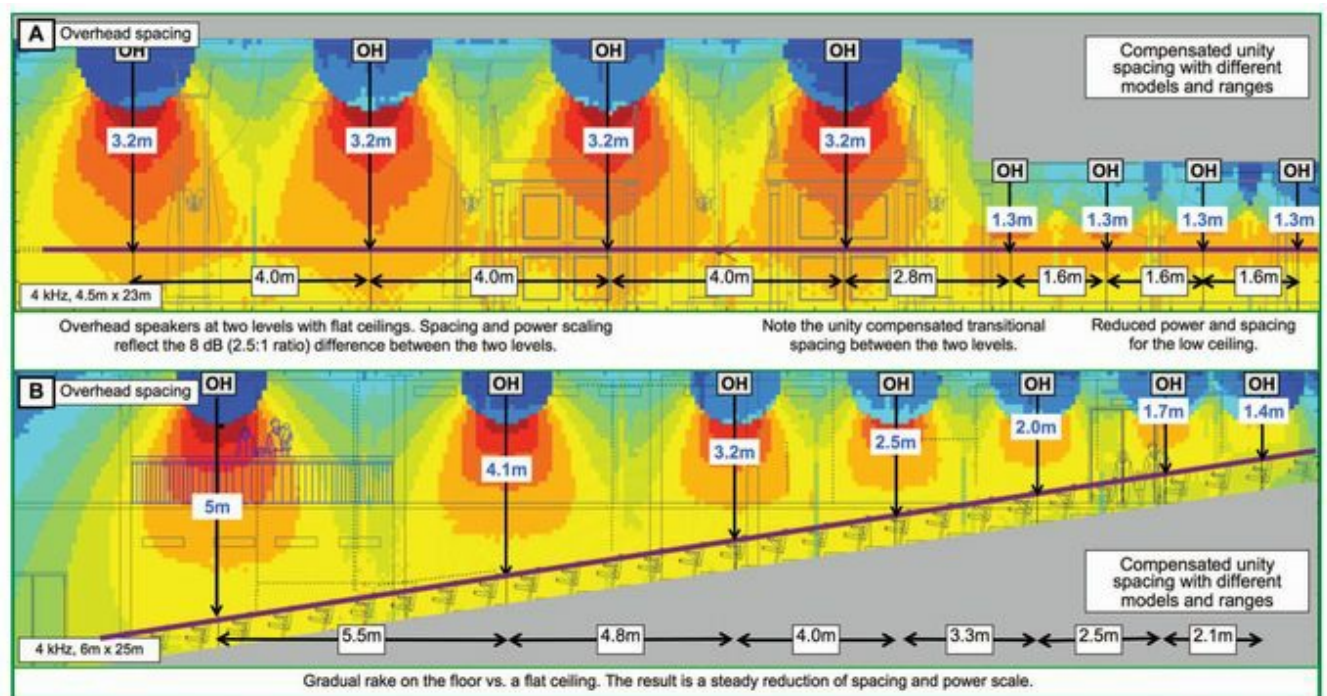 A Overhead spacing
OH OH OH OH
Compensated unity
spacing with different
models and ranges
OH OH OH OH
3.2m 3.2m 3.2m 3.2m
1.3m 1.3m 1.3m 1.3m
4.0m 4.0m 4.0m 2.8m 1.6m 1.6m 1.6m
4 kHz, 4.5m x 23m
Overhead speakers at two levels with flat ceilings. Spacing and power scaling
reflect the 8 dB (2.5:1 ratio) difference between the two levels.
Note the unity compensated transitional
spacing between the two levels.
Reduced power and spacing
for the low ceiling.
B Overhead spacing
OH OH OH OH OH OH OH
5m 4.1m 3.2m 2.5m 2.0m 1.7m 1.4m
Compensated unity
spacing with different
models and ranges
5.5m 4.8m 4.0m 3.3m 2.5m 2.1m
4 kHz, 6m x 25m
Gradual rake on the floor vs. a flat ceiling. The result is a steady reduction of spacing and power scale.